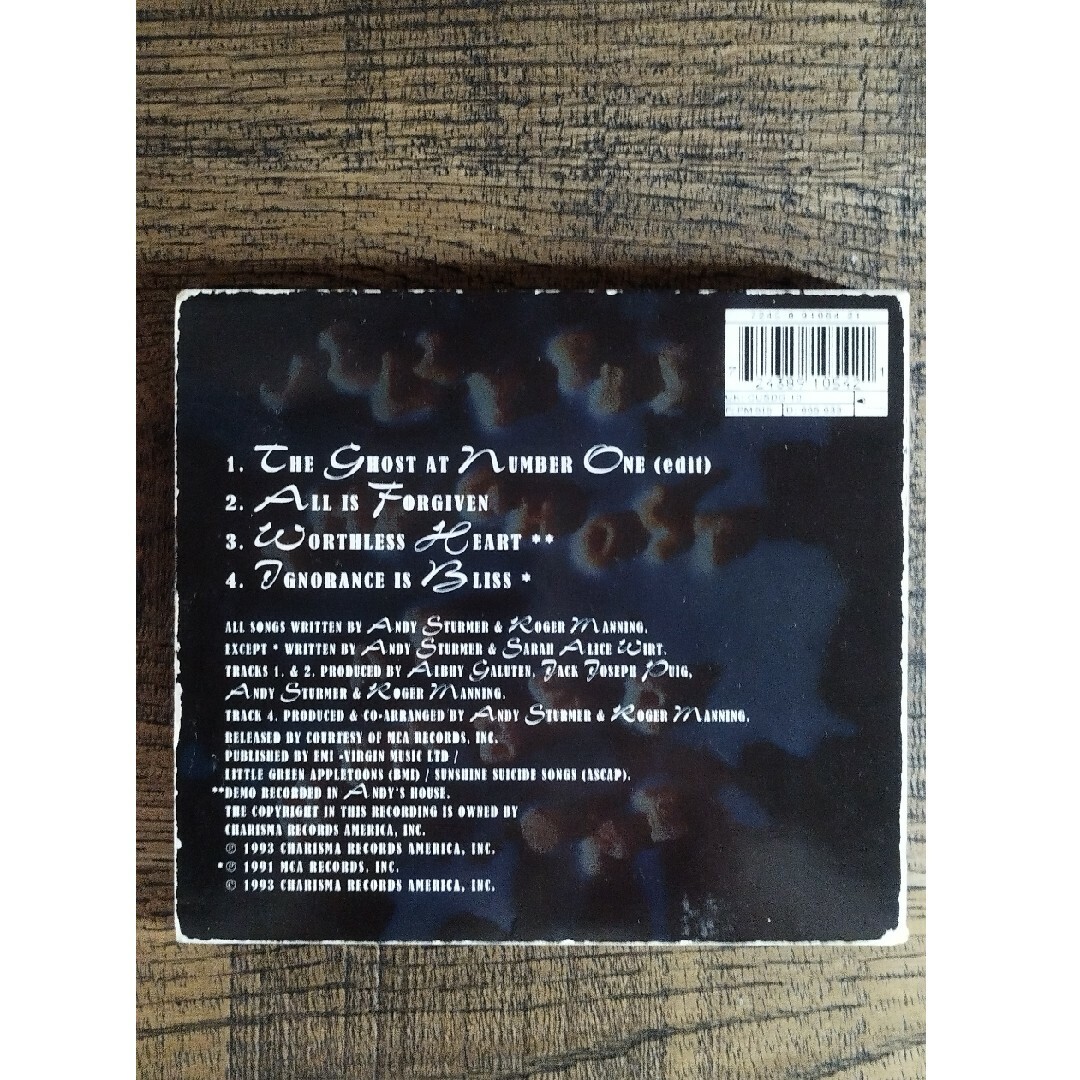 1. THE GHOST AT NUMBER ONE (edit)
2. ALL IS FORGIVEN
3. WORTHLESS HEART **
4. IGNORANCE IS BLISS *
ALL SONGS WRITTEN BY ANDY STURMER & ROGER MANNING.
EXCEPT * WRITTEN BY ANDY STURMER & SARAH ALICE WIRT.
TRACKS 1. & 2. PRODUCED BY ALBHY GALUTEN, JACK JOSEPH PUIG,
ANDY STURMER & ROGER MANNING.
TRACK 4. PRODUCED & CO-ARRANGED BY ANDY STURMER & ROGER MANNING.
RELEASED BY COURTESY OF MCA RECORDS, INC.
PUBLISHED BY EMI -VIRGIN MUSIC LTD /
LITTLE GREEN APPLETOONS (BMI) / SUNSHINE SUICIDE SONGS (ASCAP).
**DEMO RECORDED IN ANDY'S HOUSE.
THE COPYRIGHT IN THIS RECORDING IS OWNED BY
CHARISMA RECORDS AMERICA, INC.
℗ 1993 CHARISMA RECORDS AMERICA, INC.
*℗ 1991 MCA RECORDS, INC.
© 1993 CHARISMA RECORDS AMERICA, INC.